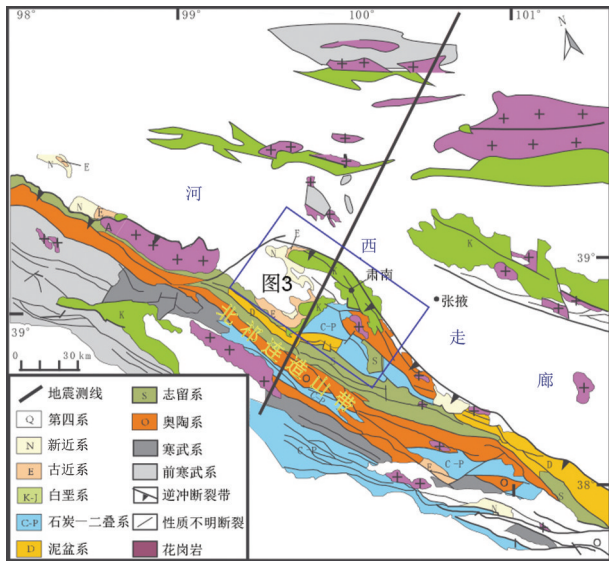 98°
99°
100°
101°
N
N
E
河
E
西
K
A
N
E
图3
肃南
39°
张掖
K
D
E
C-P
走
39°
K
北祁连造山带
S
廊
0
30 km
O
C-P
地震测线
S
志留系
Q
第四系
O
奥陶系
N
新近系
寒武系
E
古近系
前寒武系
K-J
白垩系
逆冲断裂带
C-P
石炭—二叠系
性质不明断裂
D
泥盆系
花岗岩
C-P
E
C-P
D
38°
O
S
N
O